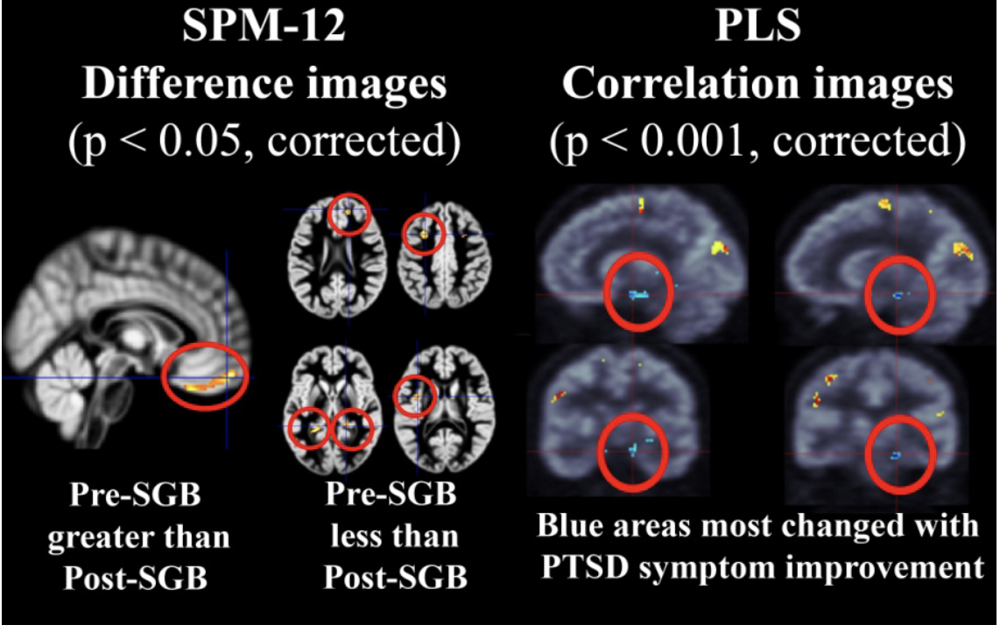 SPM-12
Difference images
(p < 0.05, corrected)
Pre-SGB
greater than
Post-SGB
Pre-SGB
less than
Post-SGB
PLS
Correlation images
(p < 0.001, corrected)
Blue areas most changed with
PTSD symptom improvement